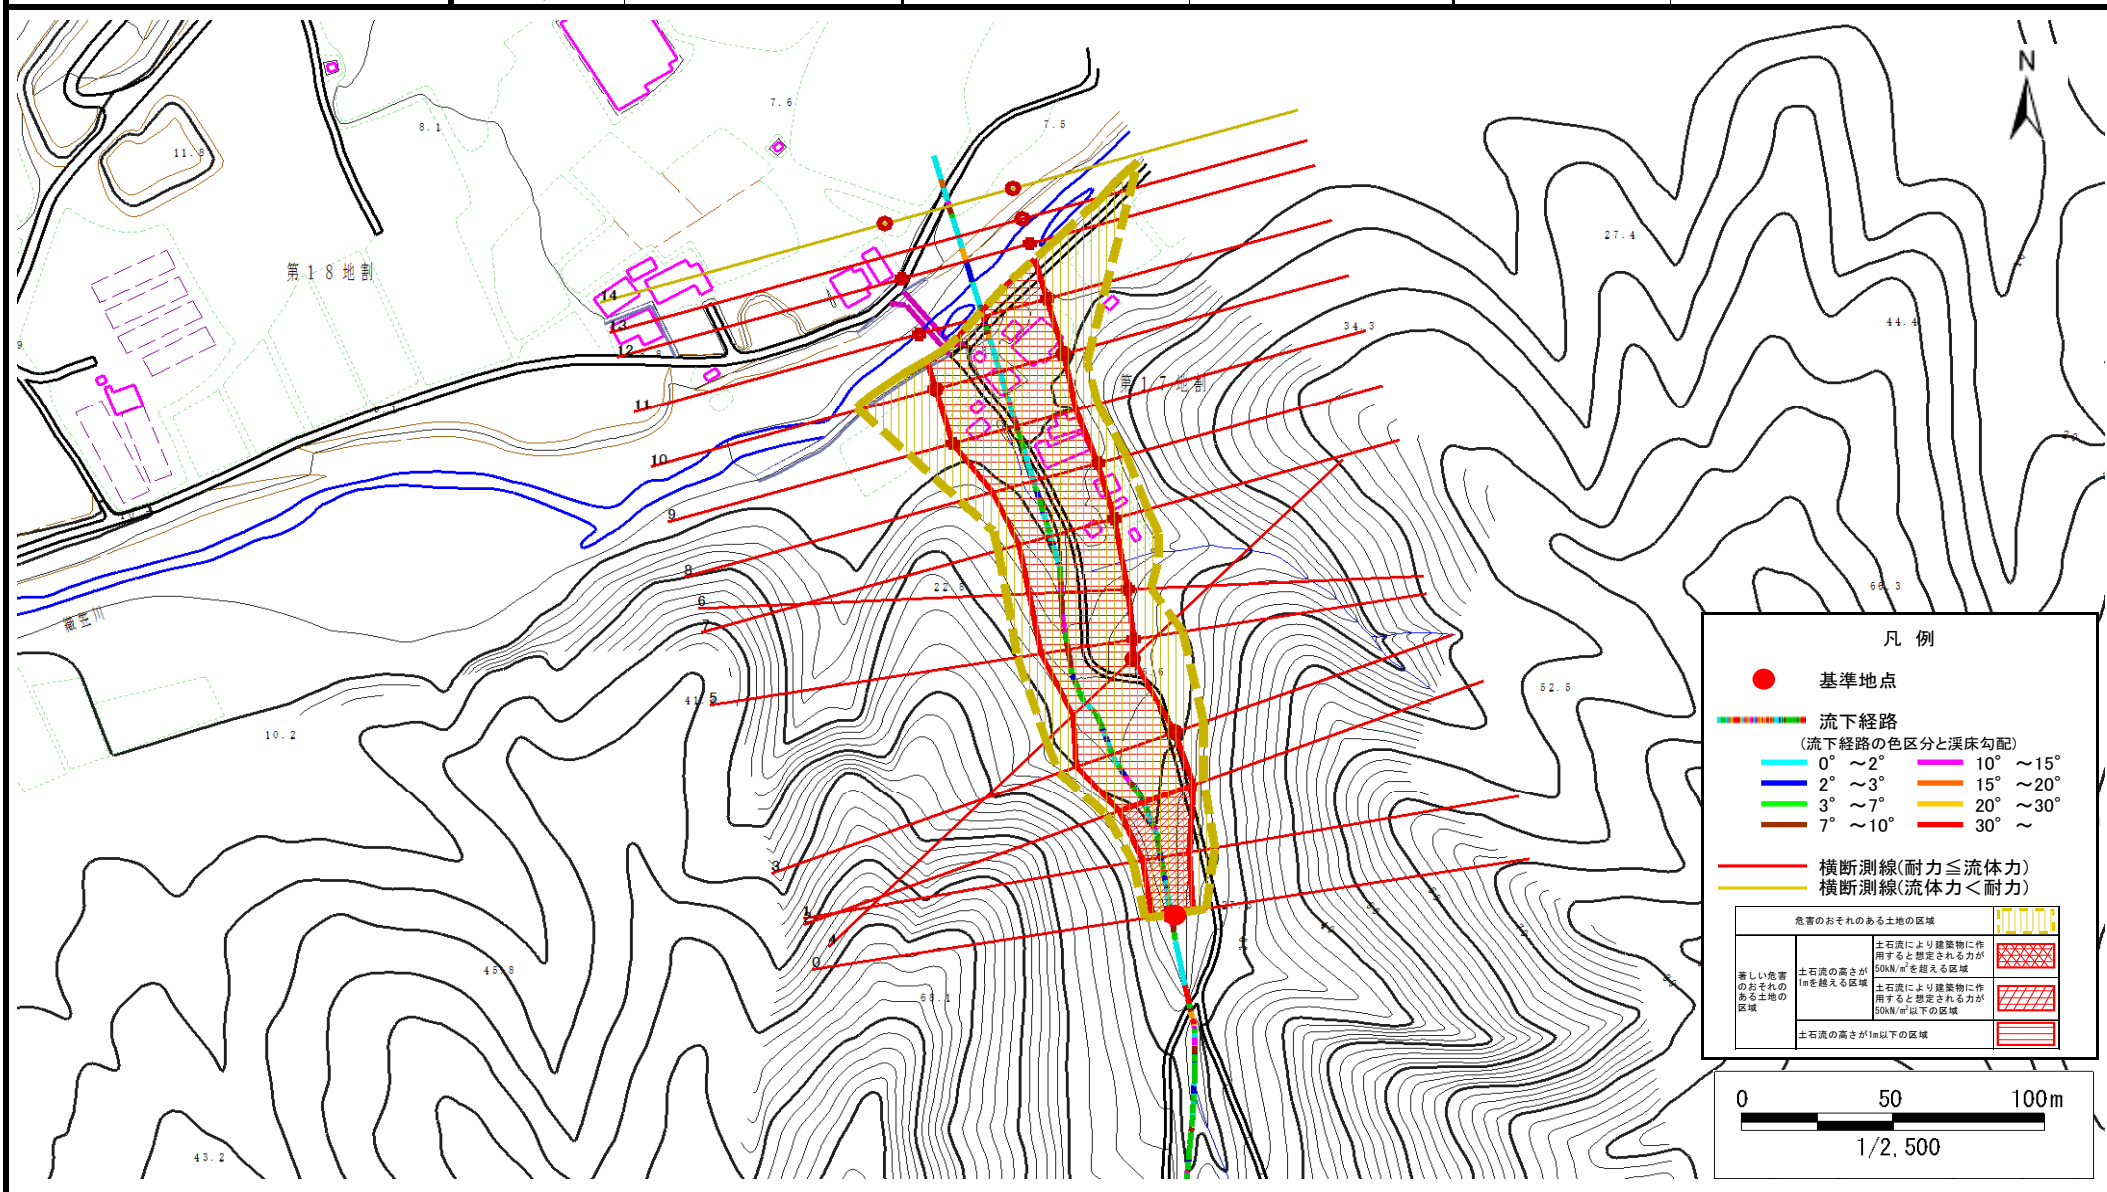 N
7.6
7.5
8.1
11.8
27.4
第18地割
14
13
12
34.3
44.4
第17地割
11
10
9
8
22.8
66.3
6
7
織笠川
41.9
5
52.5
10.2
3
1
4
0
45.8
68.1
43.2
凡 例
基準地点
流下経路
(流下経路の色区分と渓床勾配)
0° ~2°
10° ~15°
2° ~3°
15° ~20°
3° ~7°
20° ~30°
7° ~10°
30° ~
横断測線(耐力≦流体力)
横断測線(流体力<耐力)
危害のおそれのある土地の区域
著しい危害
のおそれの
ある土地の
区域
土石流の高さが
1mを越える区域
土石流により建築物に作
用すると想定される力が
50kN/㎡を超える区域
土石流により建築物に作
用すると想定される力が
50kN/㎡以下の区域
土石流の高さが1m以下の区域
0
50
100m
1/2,500